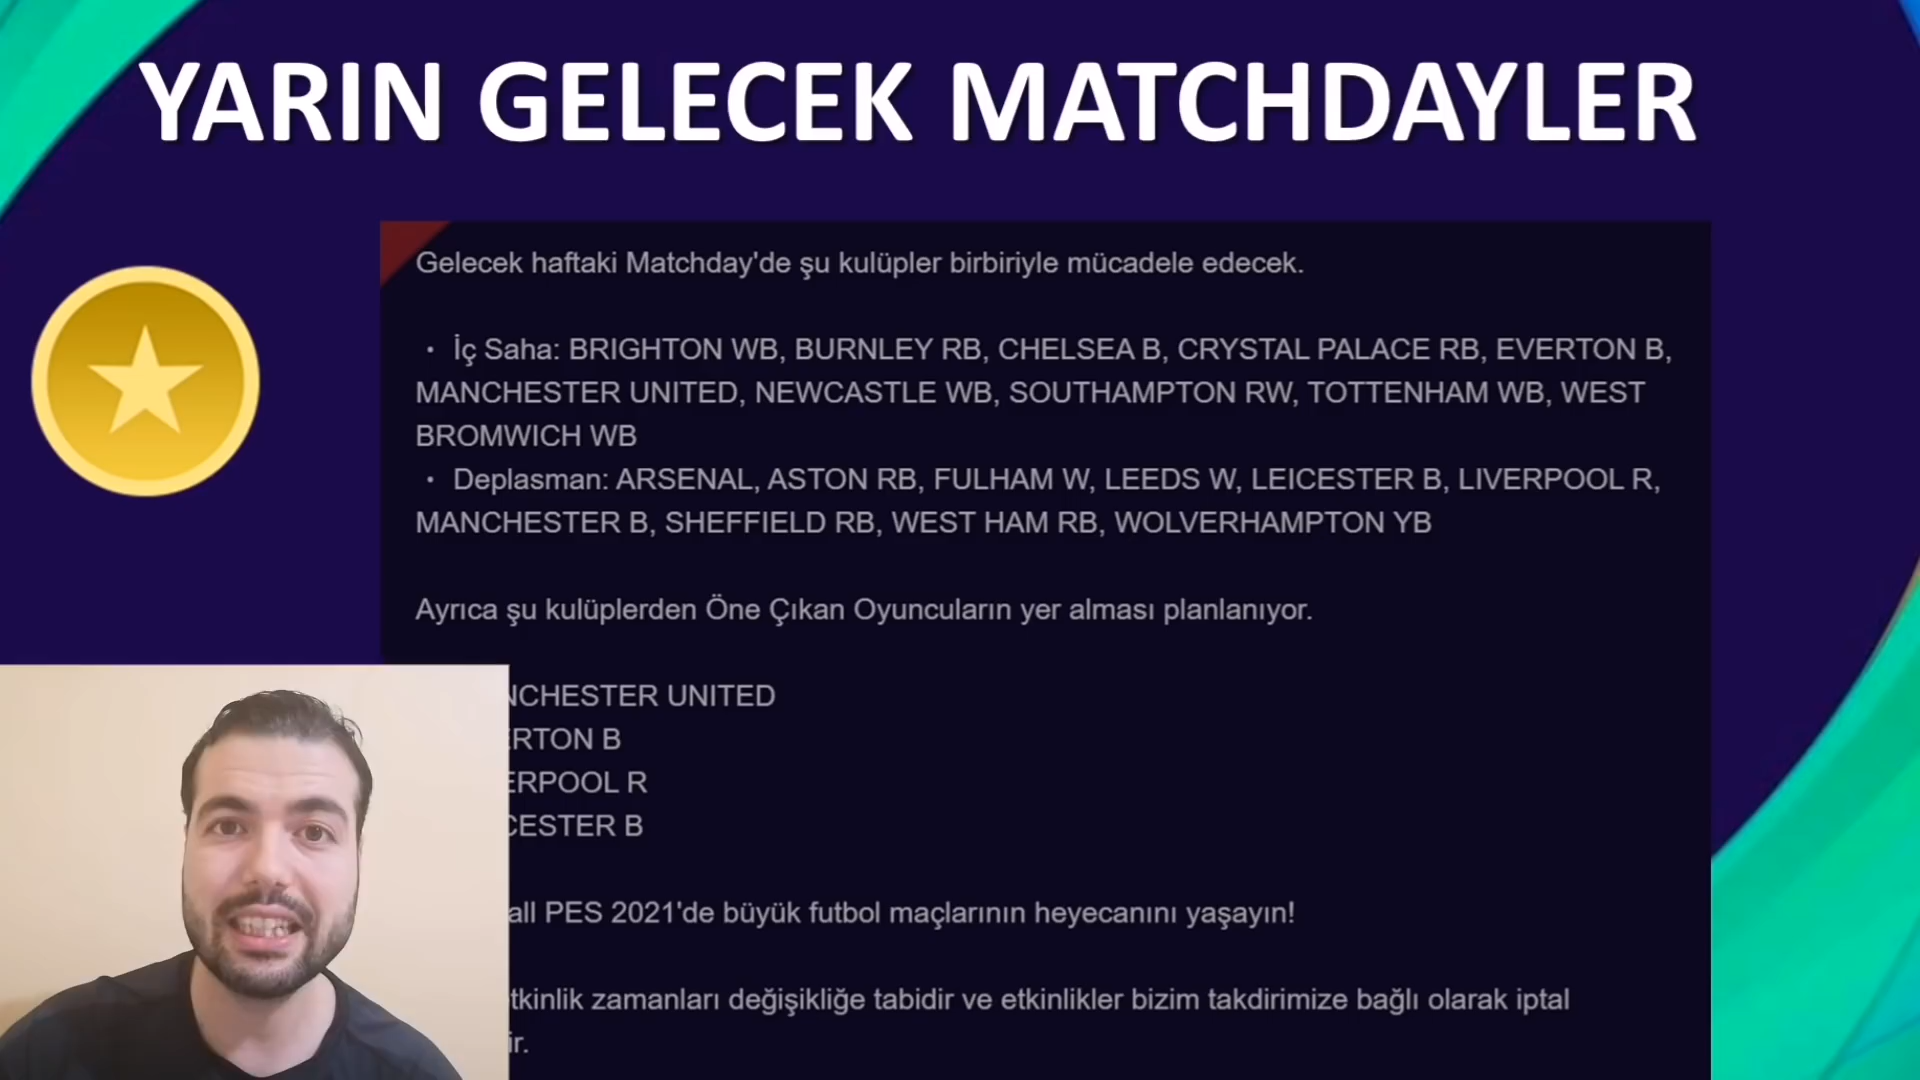 YARIN GELECEK MATCHDAYLER
Gelecek haftaki Matchday'de şu kulüpler birbiriyle mücadele edecek.
• İç Saha: BRIGHTON WB, BURNLEY RB, CHELSEA B, CRYSTAL PALACE RB, EVERTON B,
MANCHESTER UNITED, NEWCASTLE WB, SOUTHAMPTON RW, TOTTENHAM WB, WEST
BROMWICH WB
• Deplasman: ARSENAL, ASTON RB, FULHAM W, LEEDS W, LEICESTER B, LIVERPOOL R,
MANCHESTER B, SHEFFIELD RB, WEST HAM RB, WOLVERHAMPTON YB
Ayrıca şu kulüplerden Öne Çıkan Oyuncuların yer alması planlanıyor.
NCHESTER UNITED
RTON B
ERPOOL R
CESTER B
all PES 2021'de büyük futbol maçlarının heyecanını yaşayın!
tkinlik zamanları değişikliğe tabidir ve etkinlikler bizim takdirimize bağlı olarak iptal
ir.